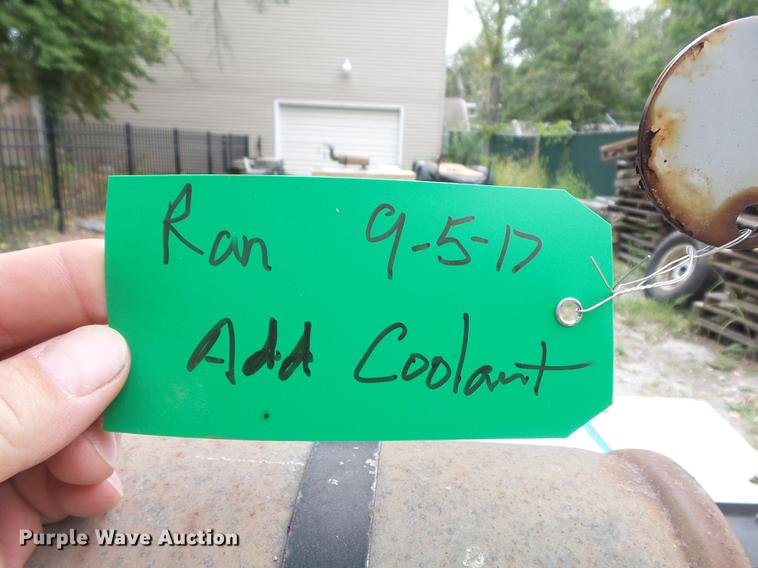 Ran 9-5-17
Add Coolant
Purple Wave Auction